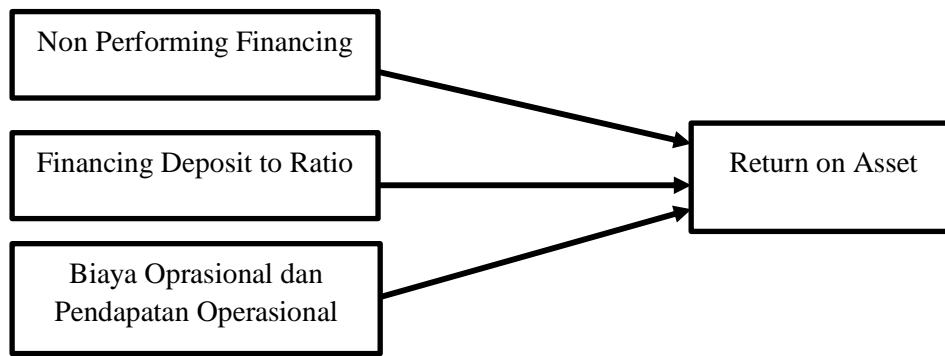 Non Performing Financing
Financing Deposit to Ratio
Return on Asset
Biaya Oprasional dan
Pendapatan Operasional